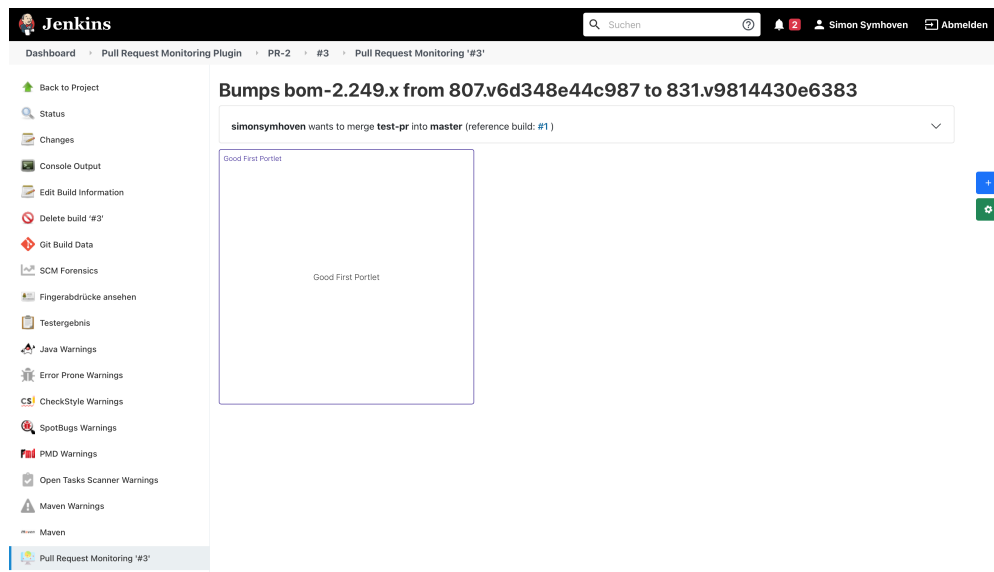 Jenkins
Suchen
2
Simon Symhoven
Abmelden
Dashboard
Pull Request Monitoring Plugin
PR-2
#3
Pull Request Monitoring '#3'
Back to Project
Status
Changes
Console Output
Edit Build Information
Delete build '#3'
Git Build Data
SCM Forensics
Fingerabdrücke ansehen
Testergebnis
Java Warnings
Error Prone Warnings
CheckStyle Warnings
SpotBugs Warnings
PMD Warnings
Open Tasks Scanner Warnings
Maven Warnings
Maven
Pull Request Monitoring '#3'
Bumps bom-2.249.x from 807.v6d348e44c987 to 831.v9814430e6383
simonsymhoven wants to merge test-pr into master (reference build: #1 )
Good First Portlet
Good First Portlet
+